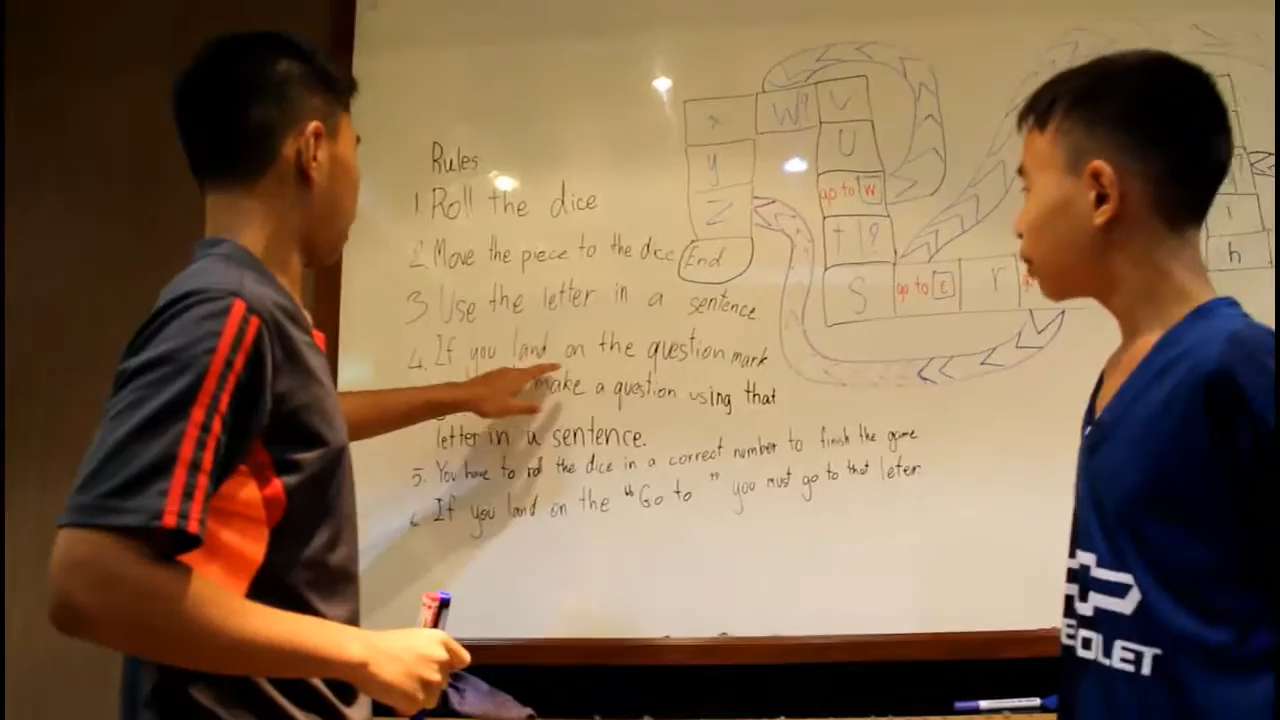 Rules
1 Roll the dice
2 Move the piece to the dice
3 Use the letter in a sentence
4. If you land on the question mark
make a question using that
letter in a sentence.
5. You have to roll the dice in a correct number to finish the game
If you land on the "Go to " you must go to that leter.
x W? V
y U
Z go to w
End t ?
S go to c r
i
h
OLET